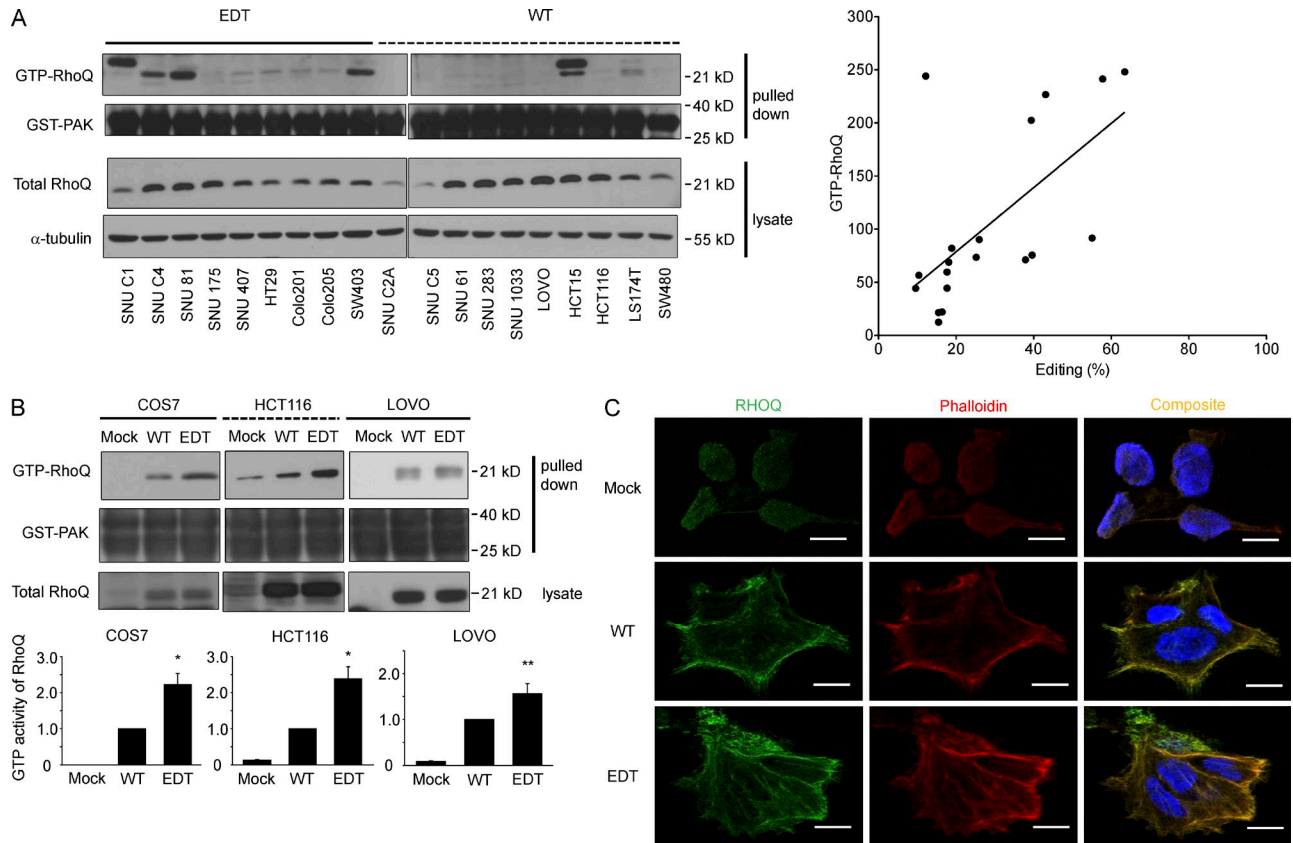 A
EDT WT
GTP-RhoQ
21 kD
40 kD
GST-PAK
25 kD
pulled down
Total RhoQ
21 kD
α-tubulin
55 kD
lysate
SNU C1
SNU C4
SNU 81
SNU 175
SNU 407
HT29
Colo201
Colo205
SW403
SNU C2A
SNU C5
SNU 61
SNU 283
SNU 1033
LOVO
HCT15
HCT116
LS174T
SW480
300
250
200
150
100
50
0
GTP-RhoQ
0 20 40 60 80 100
Editing (%)
B
COS7 HCT116 LOVO
Mock WT EDT Mock WT EDT Mock WT EDT
GTP-RhoQ
21 kD
pulled
down
40 kD
GST-PAK
25 kD
Total RhoQ
21 kD lysate
GTP activity of RhoQ
COS7
3.0
2.0
1.0
0
*
Mock WT EDT
HCT116
3.0
2.0
1.0
0
*
Mock WT EDT
LOVO
2.0
1.0
0
**
Mock WT EDT
C
RHOQ Phalloidin Composite
Mock
WT
EDT